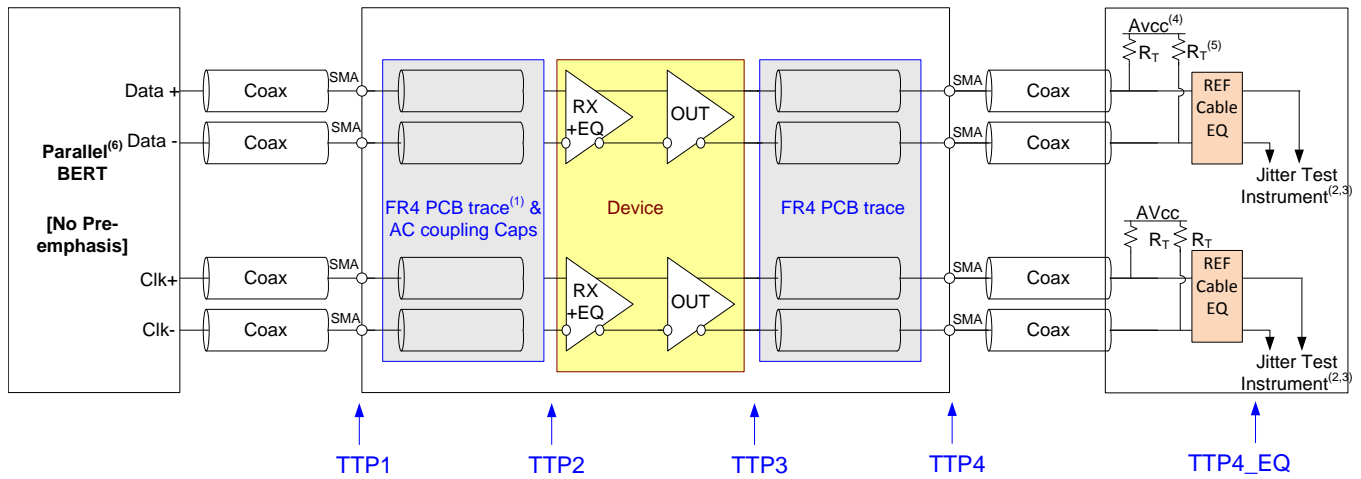 Parallel(6)
BERT
[No Pre-
emphasis]
Data +
Data -
Clk+
Clk-
Coax
Coax
Coax
Coax
SMA
SMA
SMA
SMA
FR4 PCB trace(1) &
AC coupling Caps
RX
+EQ
OUT
Device
RX
+EQ
OUT
FR4 PCB trace
SMA
SMA
SMA
SMA
Coax
Coax
Coax
Coax
Avcc(4)
RT
RT(5)
REF
Cable
EQ
Jitter Test
Instrument(2,3)
AVcc
RT
RT
REF
Cable
EQ
Jitter Test
Instrument(2,3)
TTP1
TTP2
TTP3
TTP4
TTP4_EQ